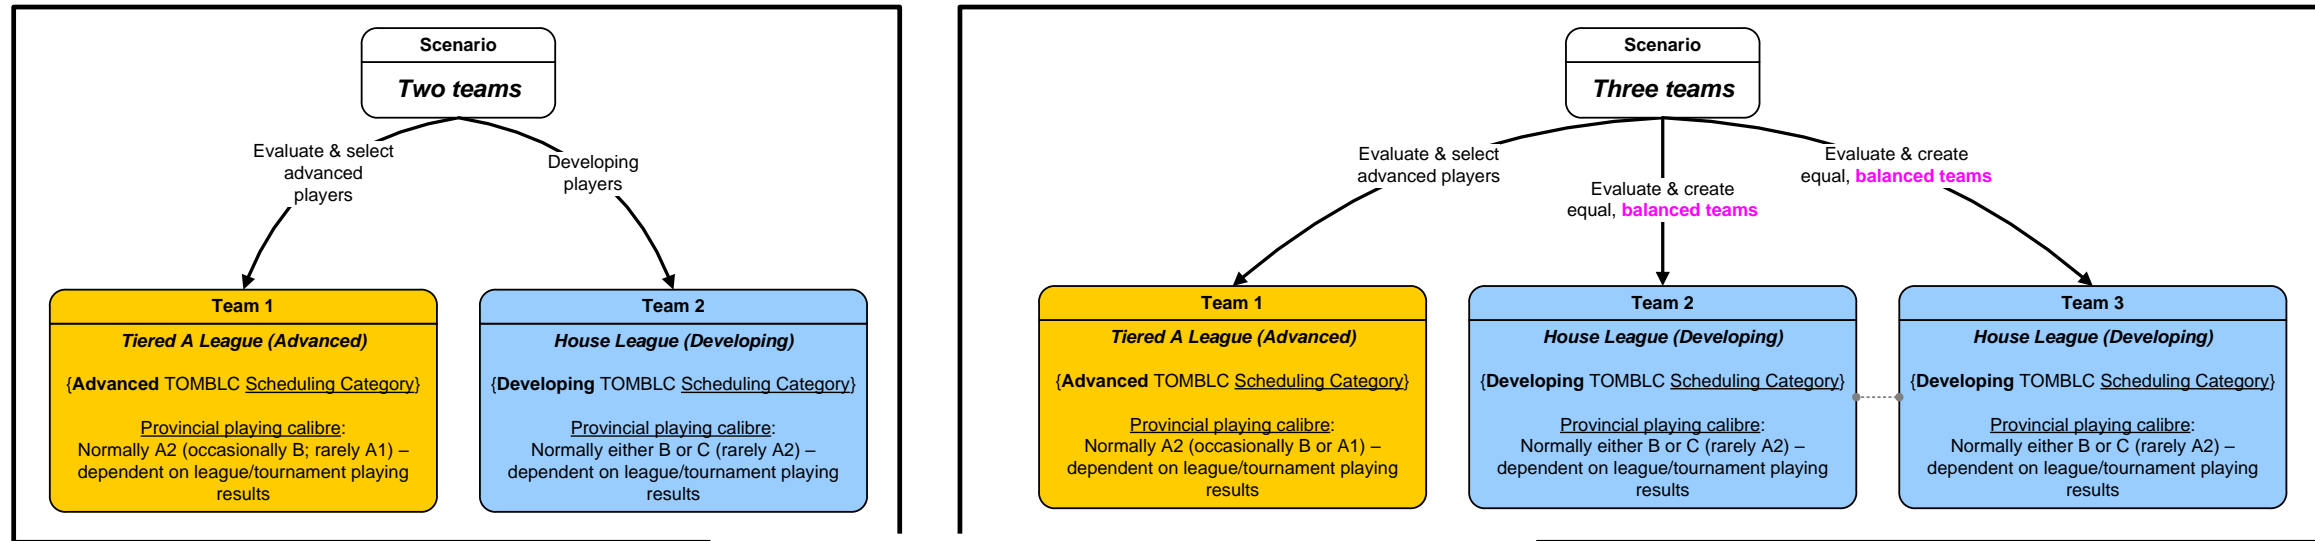 Scenario
Two teams
Evaluate & select
advanced
players
Developing
players
Team 1
Tiered A League (Advanced)
{Advanced TOMBLC Scheduling Category}
Provincial playing calibre:
Normally A2 (occasionally B; rarely A1) –
dependent on league/tournament playing
results
Team 2
House League (Developing)
{Developing TOMBLC Scheduling Category}
Provincial playing calibre:
Normally either B or C (rarely A2) –
dependent on league/tournament playing
results
Scenario
Three teams
Evaluate & select
advanced players
Evaluate & create
equal, balanced teams
Evaluate & create
equal, balanced teams
Team 1
Tiered A League (Advanced)
{Advanced TOMBLC Scheduling Category}
Provincial playing calibre:
Normally A2 (occasionally B or A1) –
dependent on league/tournament playing
results
Team 2
House League (Developing)
{Developing TOMBLC Scheduling Category}
Provincial playing calibre:
Normally either B or C (rarely A2) –
dependent on league/tournament playing
results
Team 3
House League (Developing)
{Developing TOMBLC Scheduling Category}
Provincial playing calibre:
Normally either B or C (rarely A2) –
dependent on league/tournament playing
results